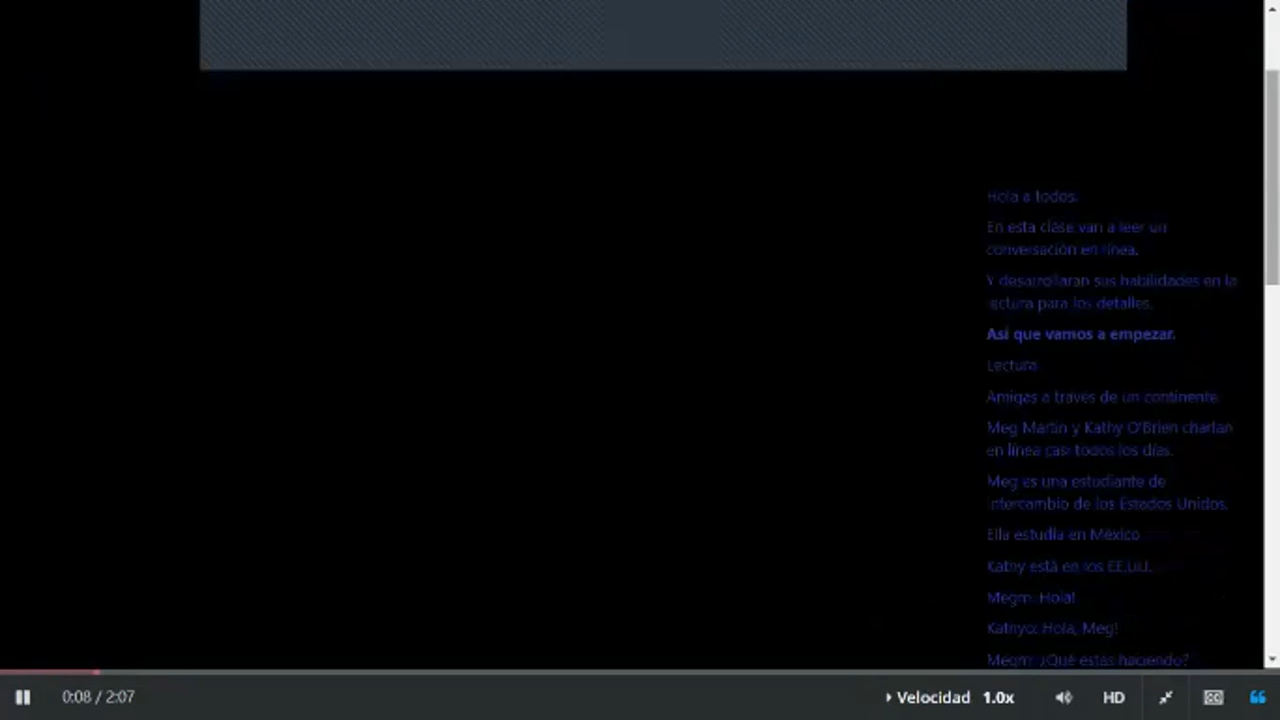 Hola a todos.
En esta clase van a leer un
conversación en línea.
Y desarrollaran sus habilidades en la
lectura para los detalles.
Así que vamos a empezar.
Lectura
Amigas a través de un continente
Meg Martin y Kathy O'Brien charlan
en línea casi todos los días.
Meg es una estudiante de
intercambio de los Estados Unidos.
Ella estudia en México
Kathy está en los EE.UU.
Megm: Hola!
Kathyo: Hola, Meg!
Megm: ¿Qué estás haciendo?
0:08 / 2:07 Velocidad 1.0x HD